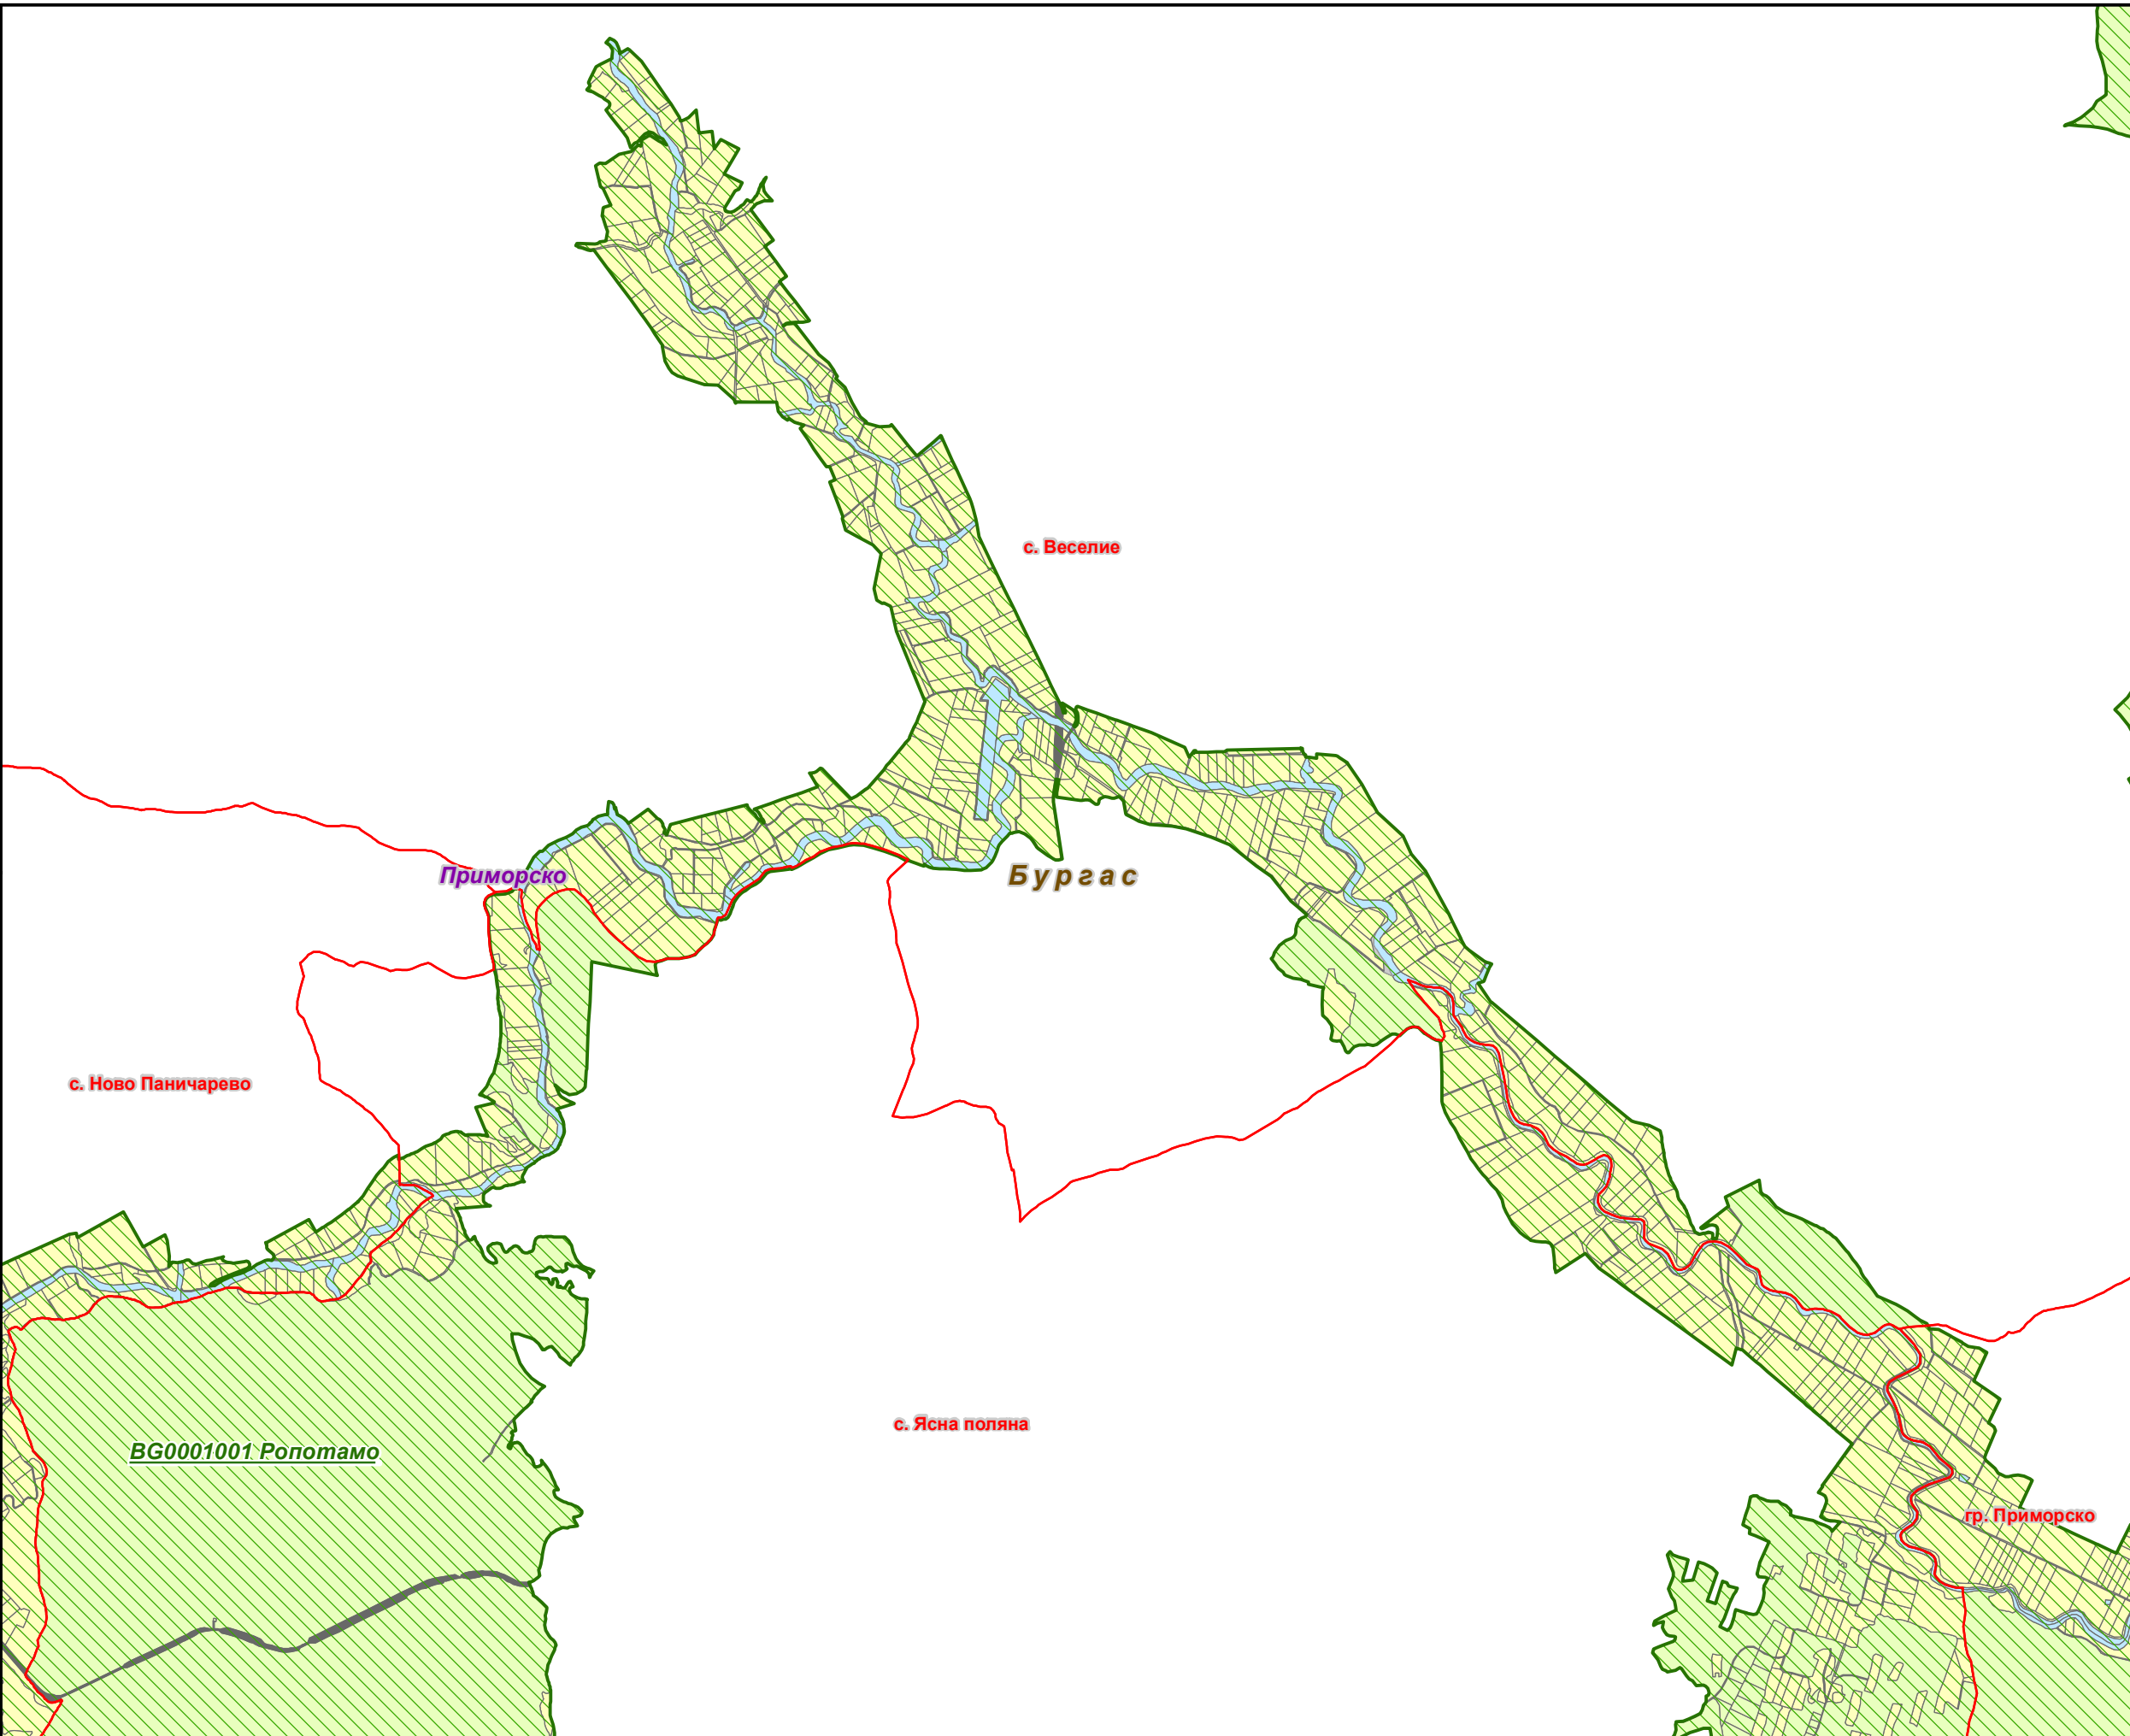 с. Веселие
Приморско
Бургас
с. Ново Паничарево
с. Ясна поляна
BG0001001 Ропотамо
гр. Приморско